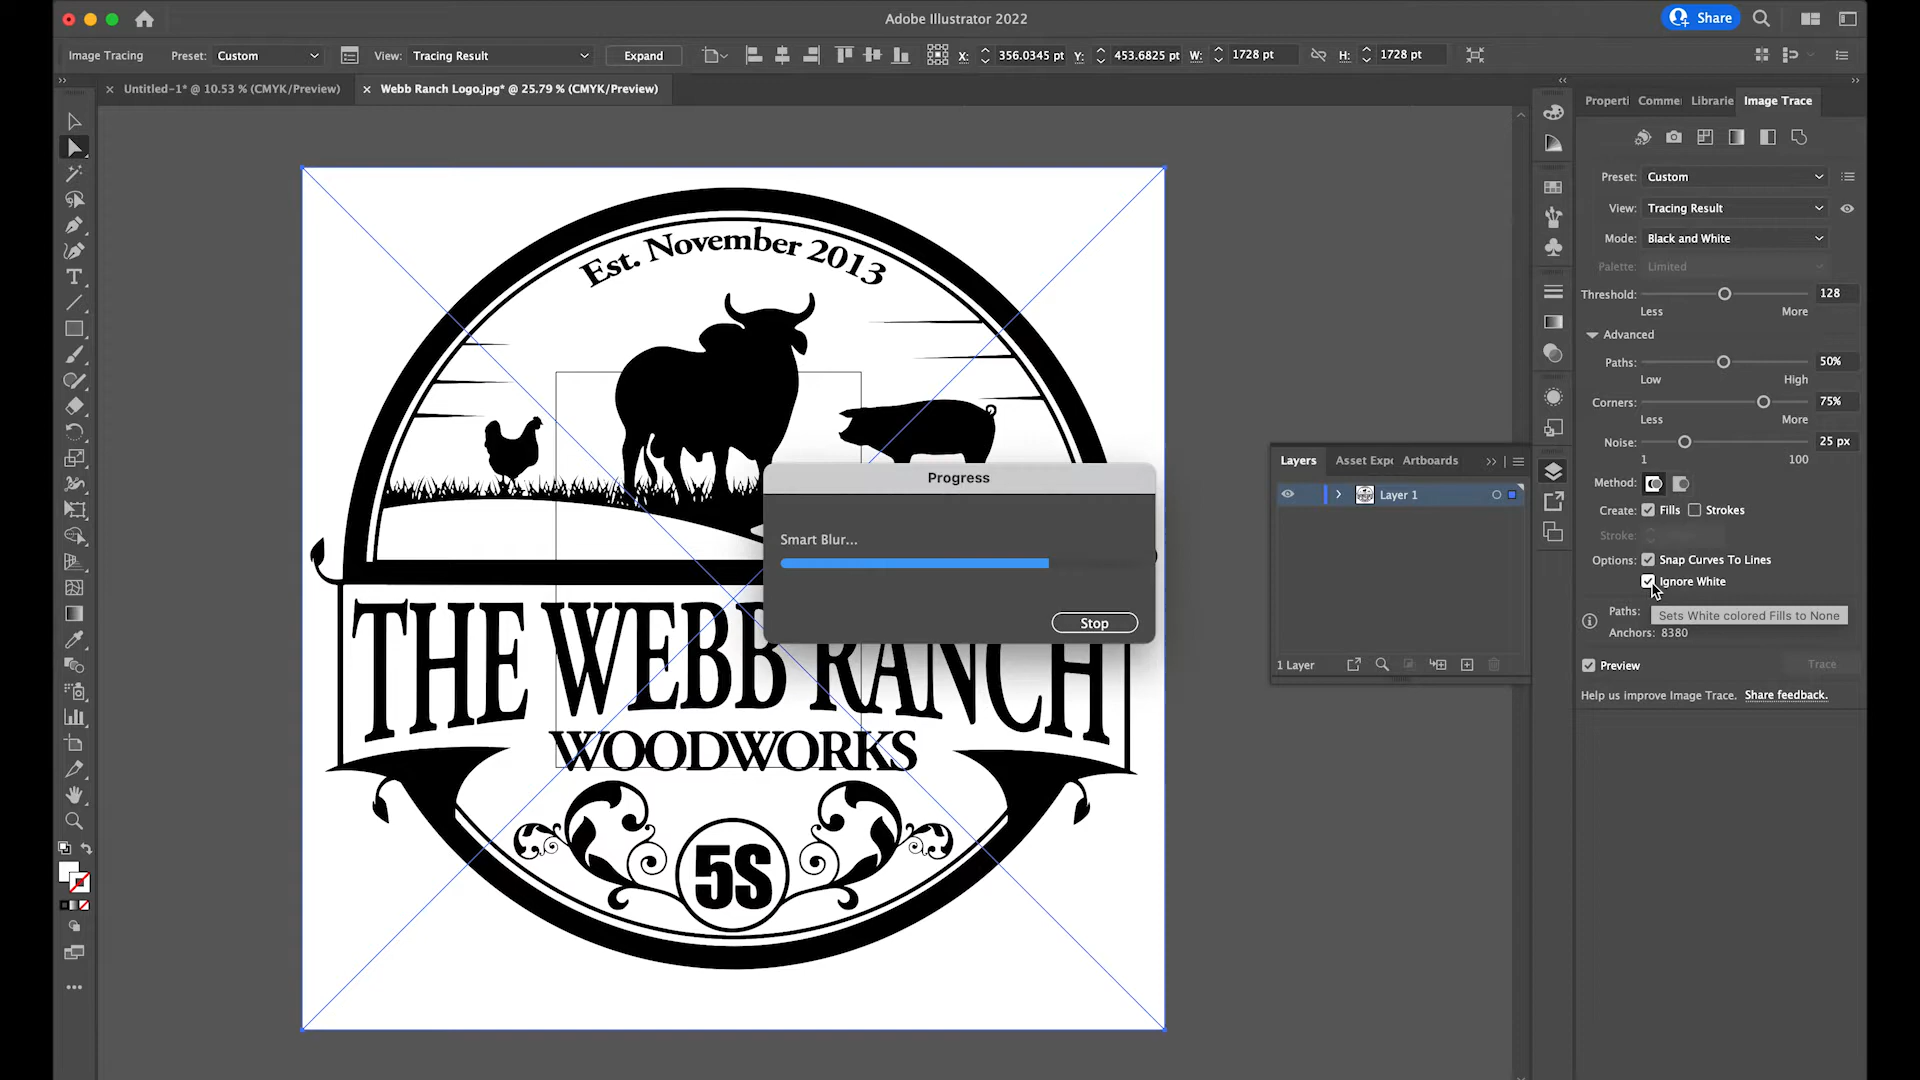 Adobe Illustrator 2022
Share
Image Tracing
Preset: Custom
View: Tracing Result
Expand
X: 356.0345 pt Y: 453.6825 pt W: 1728 pt H: 1728 pt
Untitled-1* @ 10.53 % (CMYK/Preview)
Webb Ranch Logo.jpg* @ 25.79 % (CMYK/Preview)
Est. November 2013
THE WEBB RANCH
WOODWORKS
5S
Progress
Smart Blur...
Stop
Layers Asset Expo Artboards
Layer 1
1 Layer
Properti Comme Librarie Image Trace
Preset: Custom
View: Tracing Result
Mode: Black and White
Palette: Limited
Threshold: 128
Less More
Advanced
Paths: 50%
Low High
Corners: 75%
Less More
Noise: 25 px
1 100
Method:
Create: Fills Strokes
Stroke:
Options: Snap Curves To Lines
Ignore White
Sets White colored Fills to None
Paths:
Anchors: 8380
Preview Trace
Help us improve Image Trace. Share feedback.